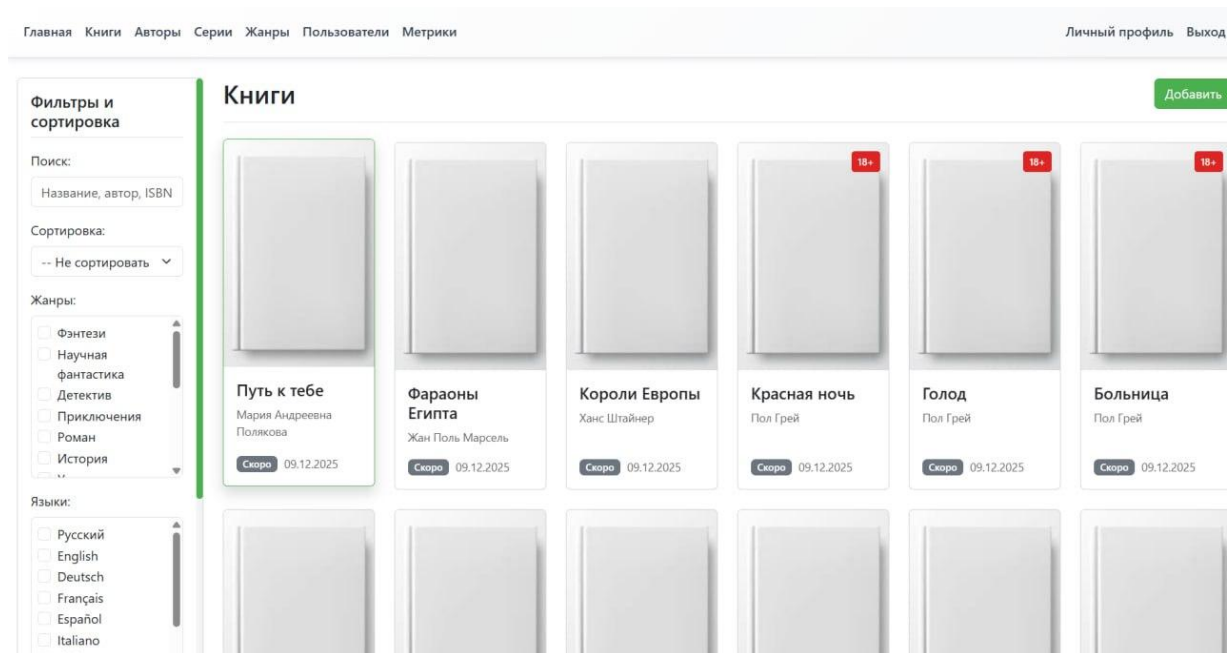 Главная Книги Авторы Серии Жанры Пользователи Метрики Личный профиль Выход
Фильтры и
сортировка
Поиск:
Название, автор, ISBN
Сортировка:
-- Не сортировать
Жанры:
Фэнтези
Научная
фантастика
Детектив
Приключения
Роман
История
Языки:
Русский
English
Deutsch
Français
Español
Italiano
Книги
Добавить
Путь к тебе
Мария Андреевна
Полякова
Скоро 09.12.2025
Фараоны
Египта
Жан Поль Марсель
Скоро 09.12.2025
Короли Европы
Ханс Штайнер
Скоро 09.12.2025
18+
Красная ночь
Пол Грей
Скоро 09.12.2025
18+
Голод
Пол Грей
Скоро 09.12.2025
18+
Больница
Пол Грей
Скоро 09.12.2025